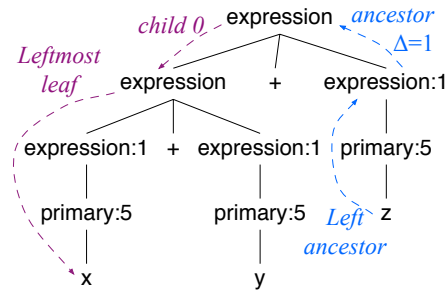 expression
ancestor
child 0
Δ=1
Leftmost
leaf
expression
+
expression:1
expression:1
+
expression:1
primary:5
primary:5
primary:5
Left
ancestor
z
x
y